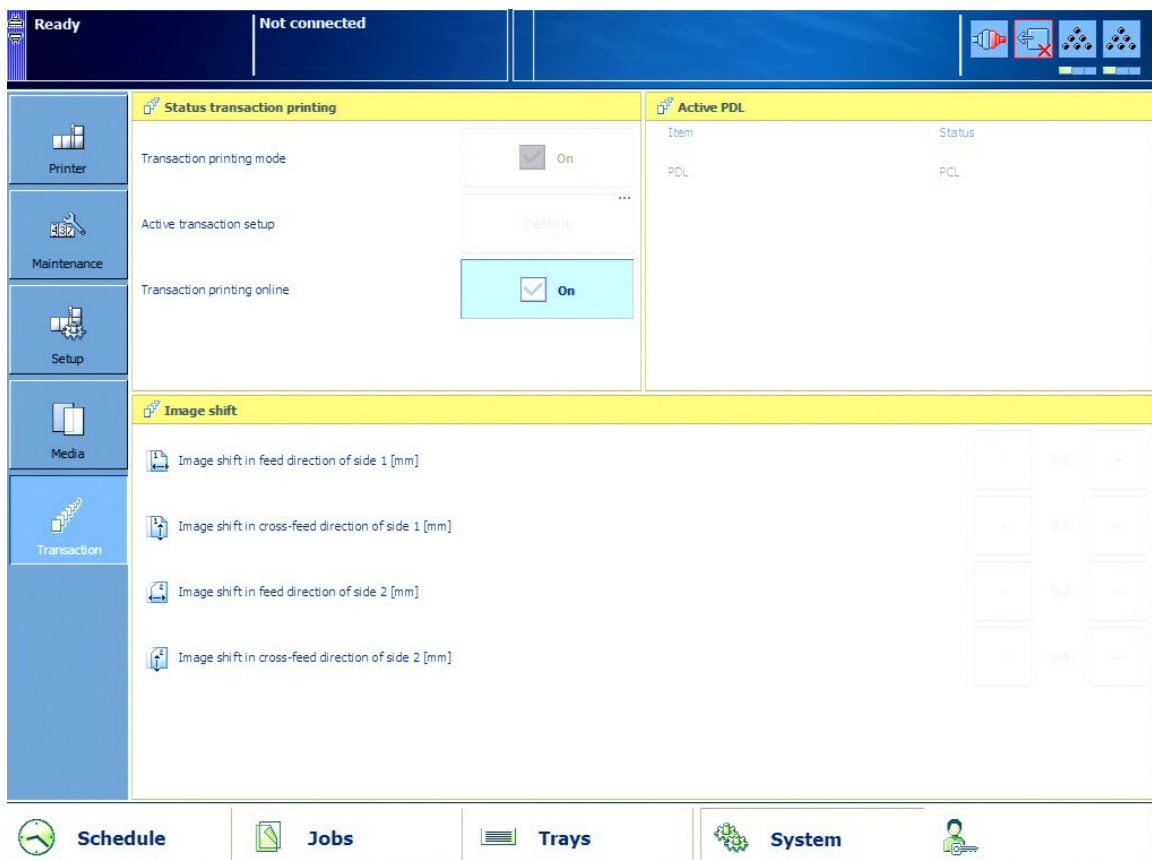 Ready
Not connected
Printer
Maintenance
Setup
Media
Transaction
Status transaction printing
Transaction printing mode
On
Active transaction setup
...
Default
Transaction printing online
On
Active PDL
Item Status
PDL PCL
Image shift
Image shift in feed direction of side 1 [mm]
Image shift in cross-feed direction of side 1 [mm]
Image shift in feed direction of side 2 [mm]
Image shift in cross-feed direction of side 2 [mm]
Schedule
Jobs
Trays
System